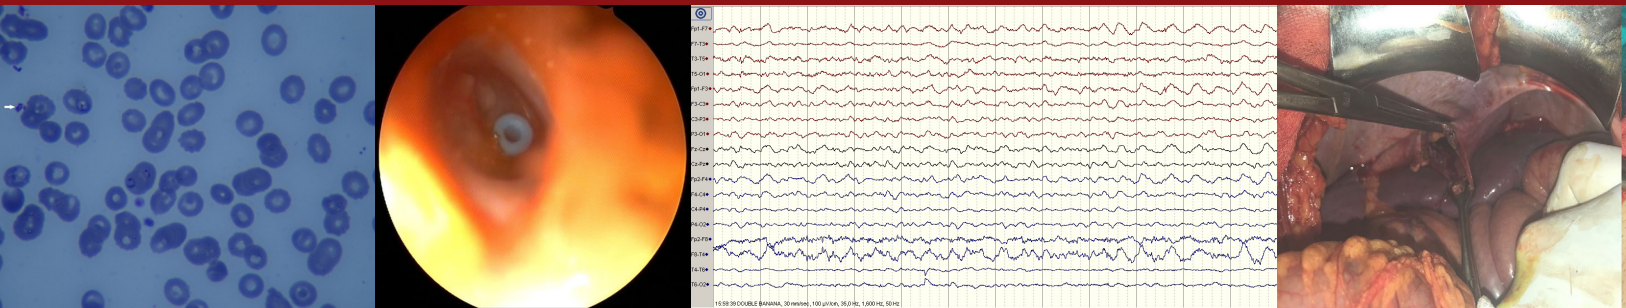 Fp1-F7
F7-T3
T3-T5
T5-O1
Fp1-F3
F3-C3
C3-P3
P3-O1
Fz-Cz
Cz-Pz
Fp2-F4
F4-C4
C4-P4
P4-O2
Fp2-F8
F8-T4
T4-T6
T6-O2
15:59:39 DOUBLE BANANA, 30 mm/sec, 100 µV/cm, 35,0 Hz, 1,600 Hz, 50 Hz